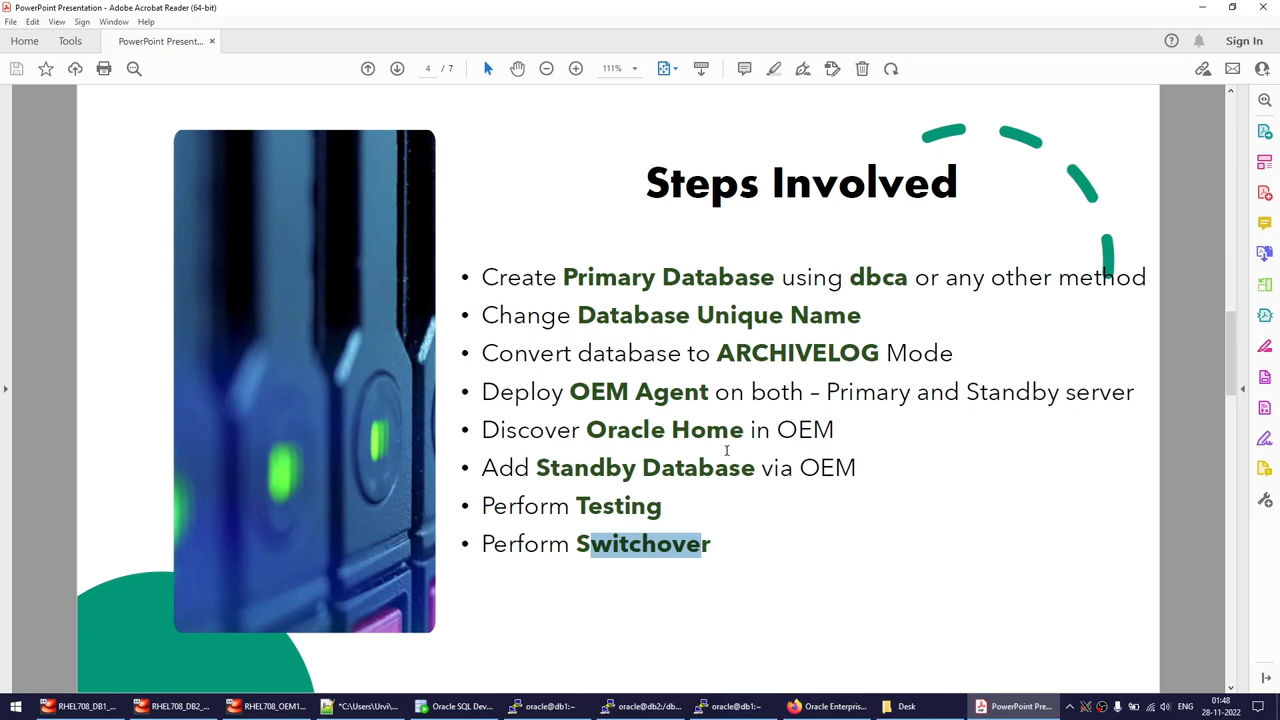 PowerPoint Presentation - Adobe Acrobat Reader (64-bit)
File Edit View Sign Window Help
Home Tools PowerPoint Present... × Sign In
4 / 7 111%
Steps Involved
• Create Primary Database using dbca or any other method
• Change Database Unique Name
• Convert database to ARCHIVELOG Mode
• Deploy OEM Agent on both – Primary and Standby server
• Discover Oracle Home in OEM
• Add Standby Database via OEM
• Perform Testing
• Perform Switchover
RHEL708_DB1_... RHEL708_DB2_... RHEL708_OEM1... *C:\Users\Urvi\... Oracle SQL Dev... oracle@db1:~ oracle@db2:/db... oracle@db1:~ Oracle Enterpris... Desk PowerPoint Pre... ENG 01:48
28-11-2022